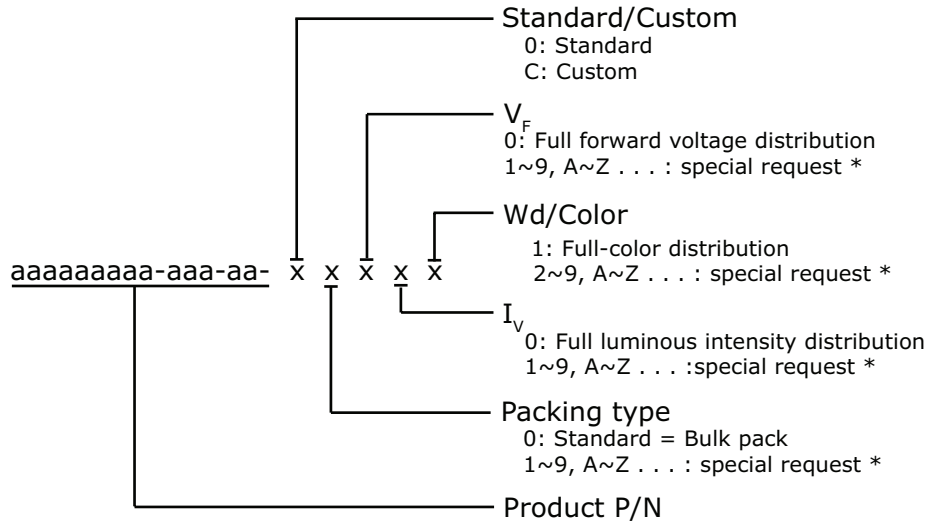 Standard/Custom
0: Standard
C: Custom
VF
0: Full forward voltage distribution
1~9, A~Z . . . : special request *
Wd/Color
1: Full-color distribution
2~9, A~Z . . . : special request *
aaaaaaaaa-aaa-aa- x x x x x
IV
0: Full luminous intensity distribution
1~9, A~Z . . . :special request *
Packing type
0: Standard = Bulk pack
1~9, A~Z . . . : special request *
Product P/N